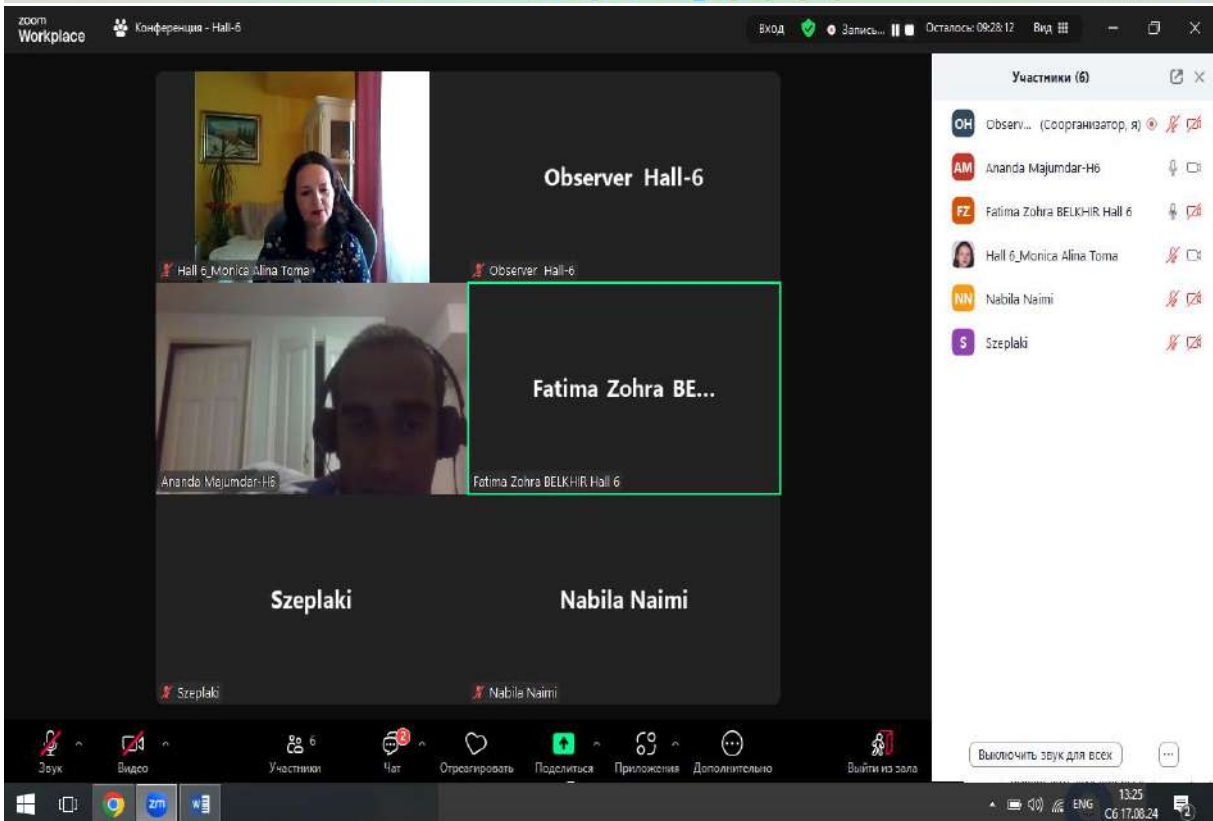 zoom
Workplace
Конференция - Hall-6
Вход
Запись...
Осталось: 09:28:12
Вид
Участники (6)
OH Observ... (Соорганизатор, я)
AM Ananda Majumdar-H6
FZ Fatima Zohra BELKHIR Hall 6
Hall 6_Monica Alina Toma
NN Nabila Naimi
S Szeplaki
Hall 6_Monica Alina Toma
Observer Hall-6
Observer Hall-6
Ananda Majumdar-H6
Fatima Zohra BE...
Fatima Zohra BELKHIR Hall 6
Szeplaki
Szeplaki
Nabila Naimi
Nabila Naimi
Звук
Видео
6
Участники
2
Чат
Отреагировать
Поделиться
Приложения
Дополнительно
Выйти из зала
Выключить звук для всех
zm
W
ENG
13:25
Сб 17.08.24
2